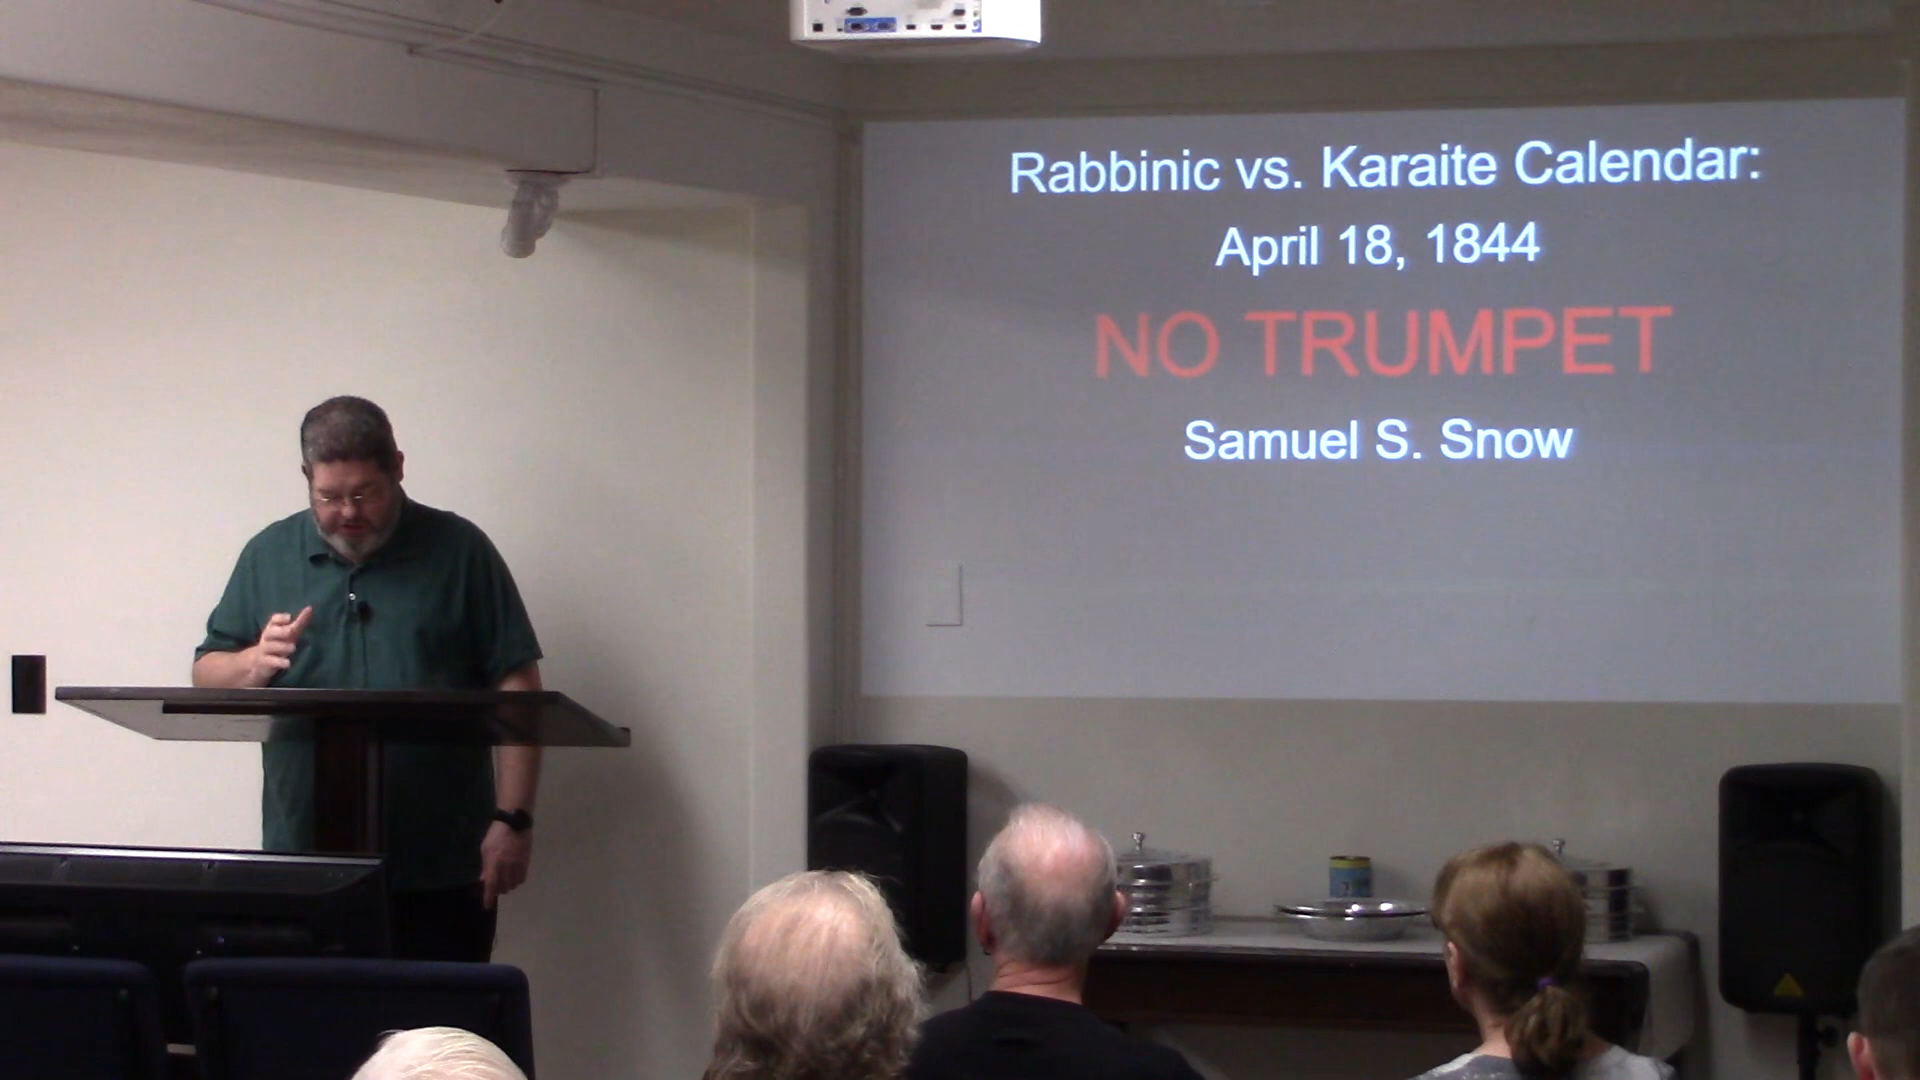 Rabbinic vs. Karaite Calendar:
April 18, 1844
NO TRUMPET
Samuel S. Snow